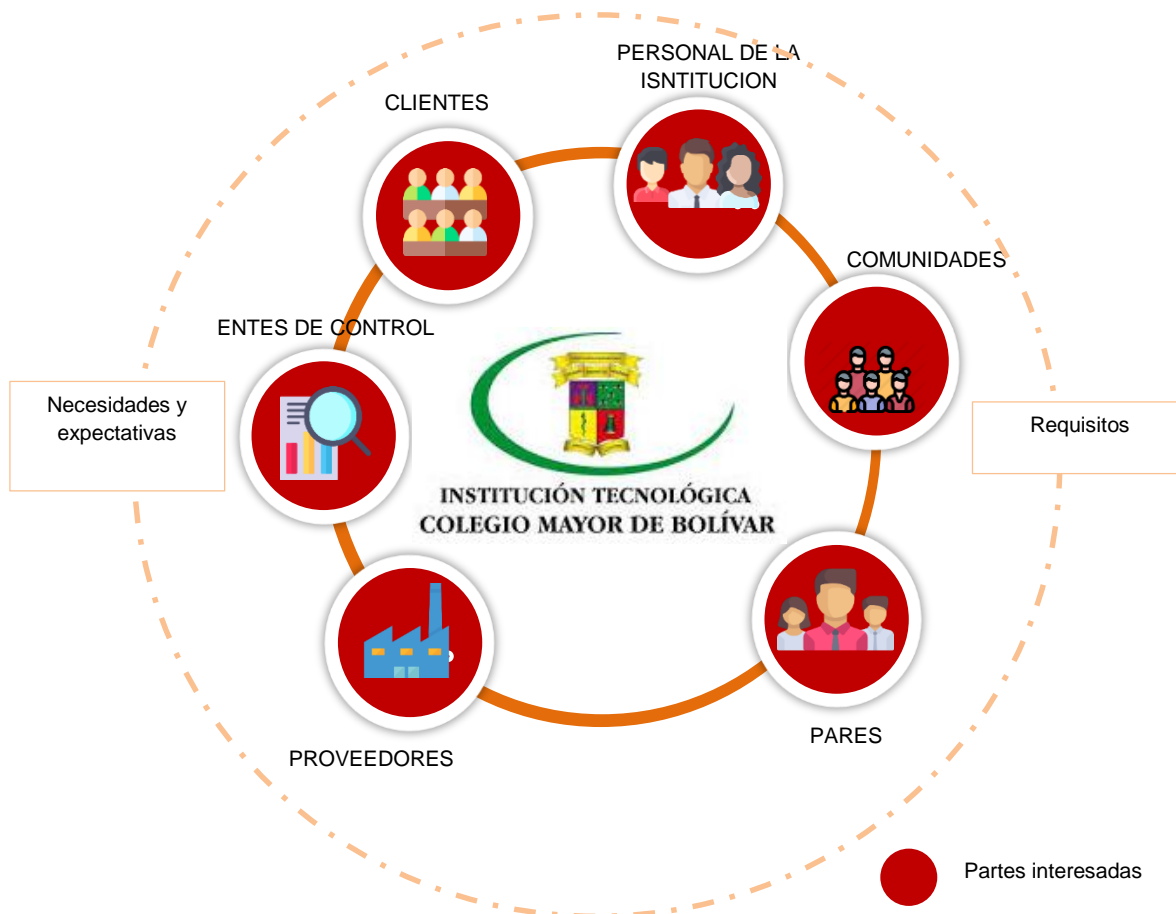 PERSONAL DE LA
ISNTITUCION
CLIENTES
COMUNIDADES
ENTES DE CONTROL
Necesidades y
expectativas
Requisitos
INSTITUCIÓN TECNOLÓGICA
COLEGIO MAYOR DE BOLÍVAR
PARES
PROVEEDORES
Partes interesadas